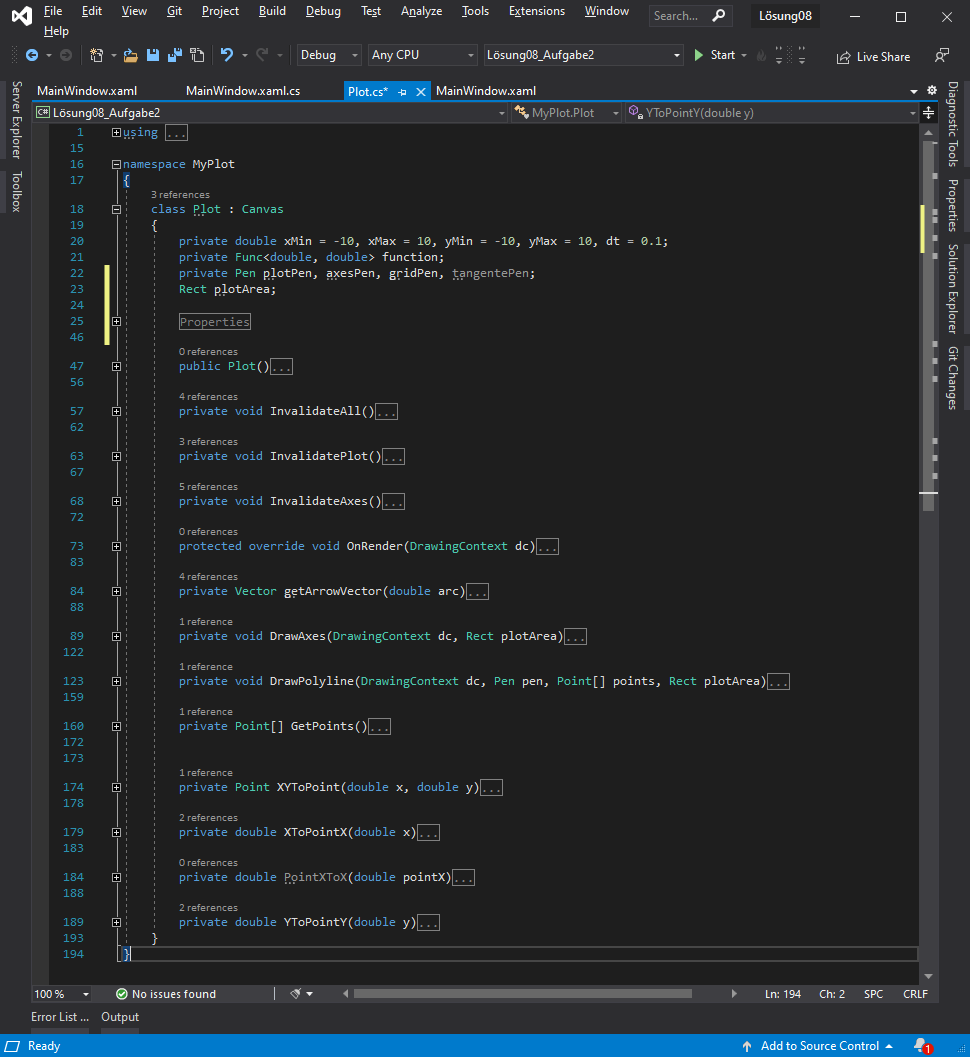 File Edit View Git Project Build Debug Test Analyze Tools Extensions Window Search... Lösung08
Help
Debug Any CPU Lösung08_Aufgabe2 Start Live Share
MainWindow.xaml MainWindow.xaml.cs Plot.cs* MainWindow.xaml
C# Lösung08_Aufgabe2 MyPlot.Plot YToPointY(double y)
Server Explorer
Toolbox
Diagnostic Tools
Properties
Solution Explorer
Git Changes
1 using ...
15
16 namespace MyPlot
17 {
3 references
18 class Plot : Canvas
19 {
20 private double xMin = -10, xMax = 10, yMin = -10, yMax = 10, dt = 0.1;
21 private Func<double, double> function;
22 private Pen plotPen, axesPen, gridPen, tangentePen;
23 Rect plotArea;
24
25 Properties
46
0 references
47 public Plot()...
56
4 references
57 private void InvalidateAll()...
62
3 references
63 private void InvalidatePlot()...
67
5 references
68 private void InvalidateAxes()...
72
0 references
73 protected override void OnRender(DrawingContext dc)...
83
4 references
84 private Vector getArrowVector(double arc)...
88
1 reference
89 private void DrawAxes(DrawingContext dc, Rect plotArea)...
122
1 reference
123 private void DrawPolyline(DrawingContext dc, Pen pen, Point[] points, Rect plotArea)...
159
1 reference
160 private Point[] GetPoints()...
172
173
1 reference
174 private Point XYToPoint(double x, double y)...
178
2 references
179 private double XToPointX(double x)...
183
0 references
184 private double PointXToX(double pointX)...
188
2 references
189 private double YToPointY(double y)...
193 }
194 }
100 % No issues found Ln: 194 Ch: 2 SPC CRLF
Error List ... Output
Ready Add to Source Control 1